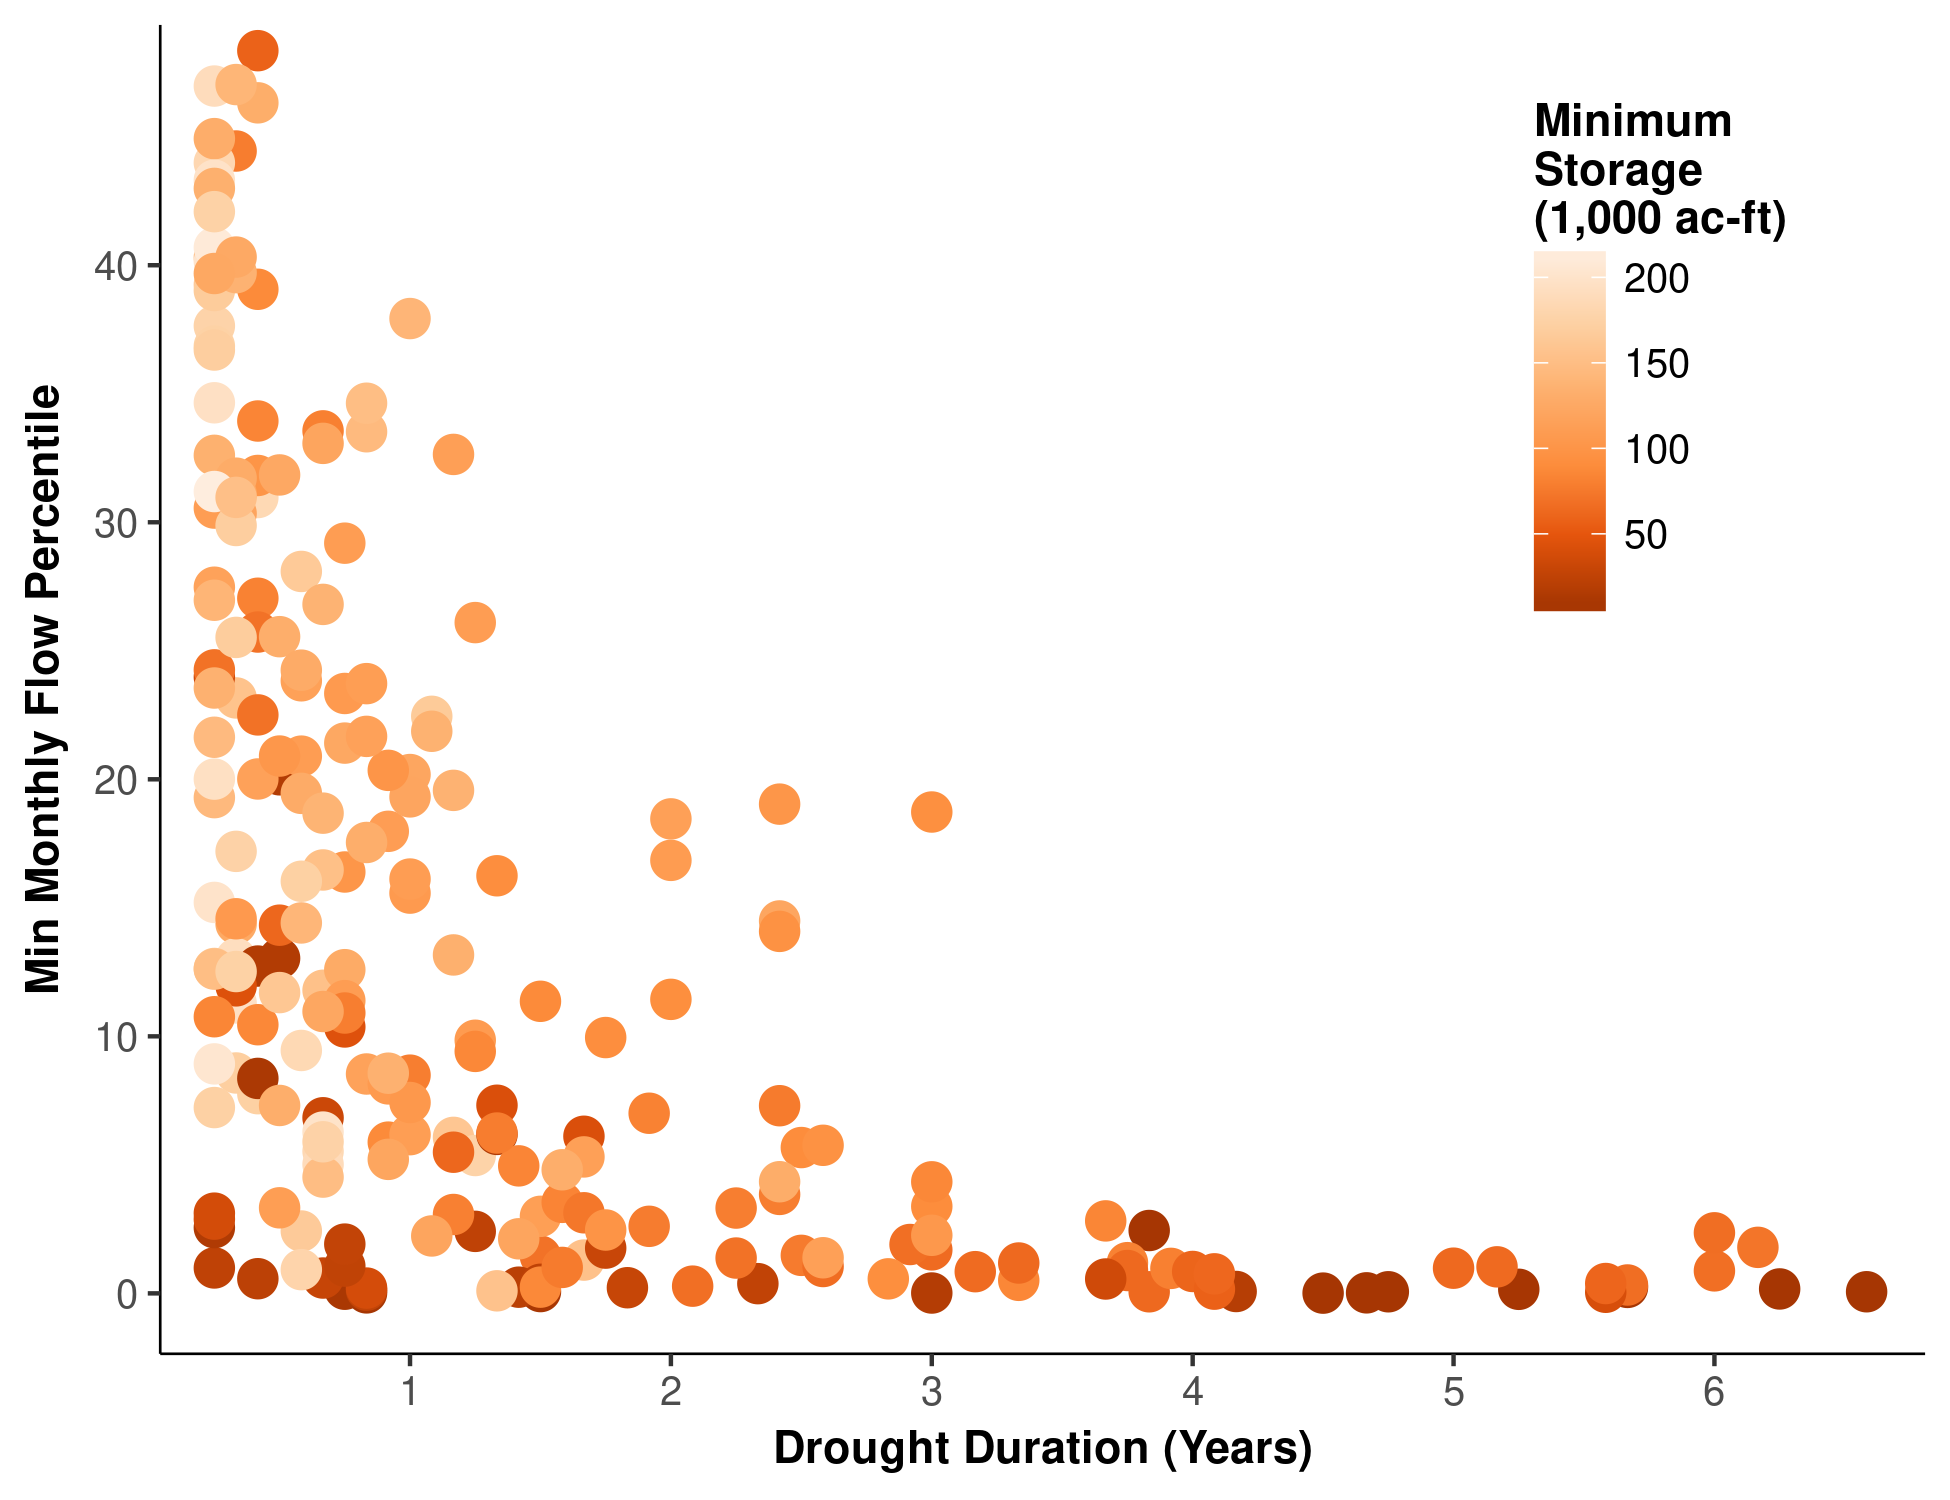 Minimum
Storage
(1,000 ac-ft)
200
150
100
50
Min Monthly Flow Percentile
40
30
20
10
0
1 2 3 4 5 6
Drought Duration (Years)